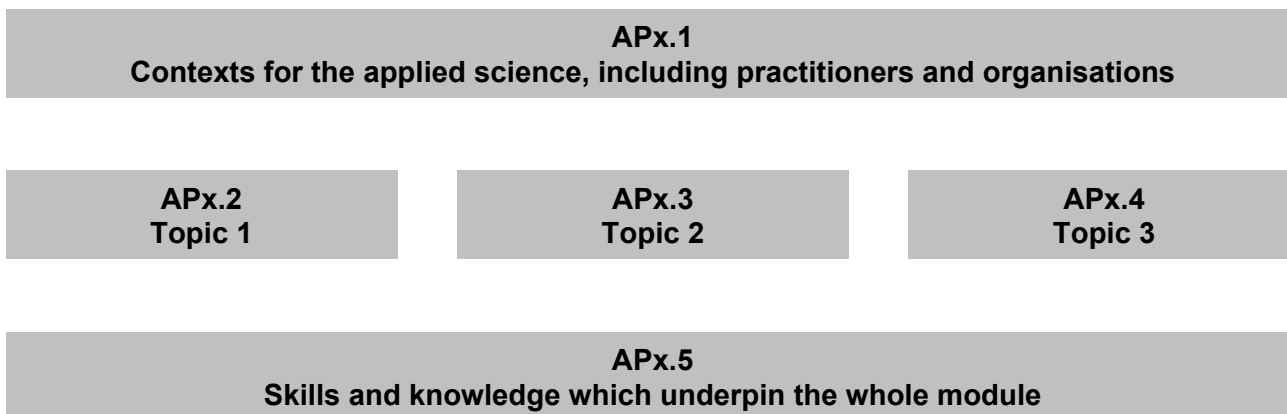 APx.1
Contexts for the applied science, including practitioners and organisations
APx.2
Topic 1
APx.3
Topic 2
APx.4
Topic 3
APx.5
Skills and knowledge which underpin the whole module